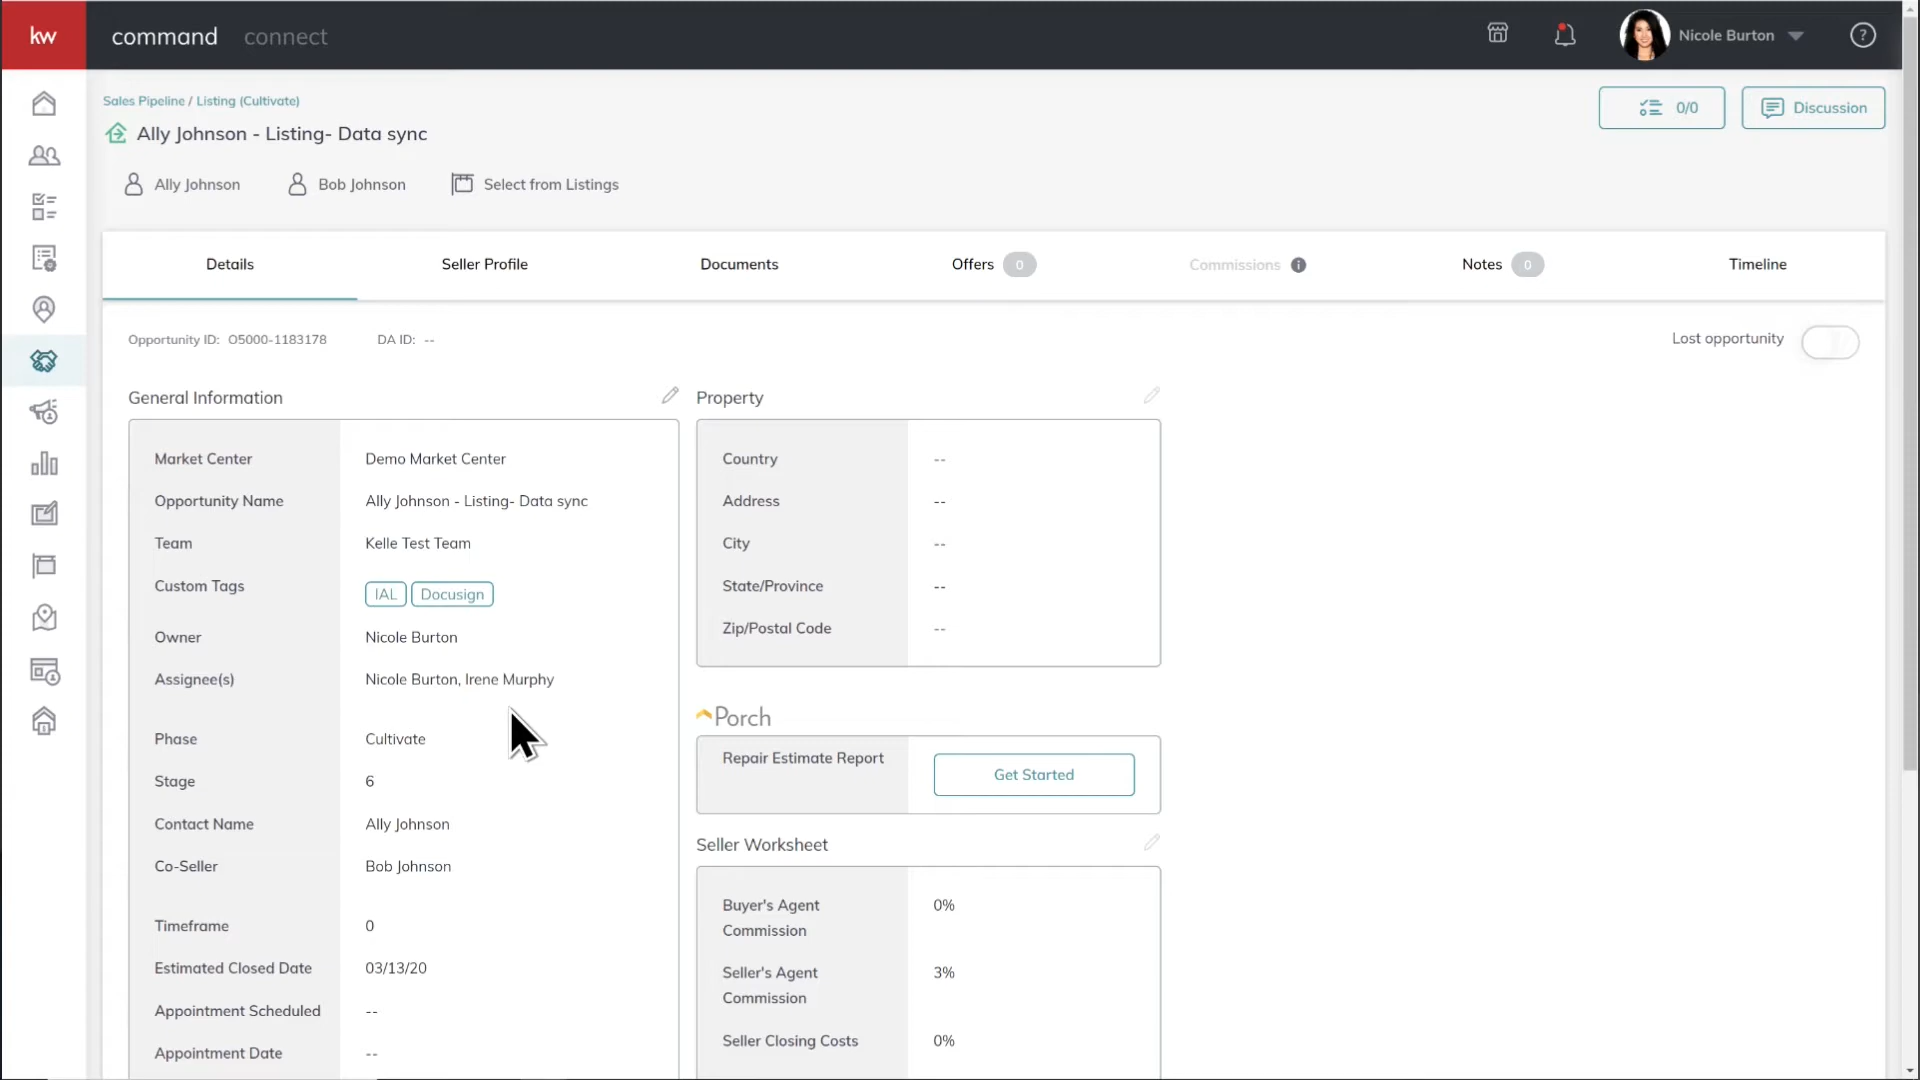 kw command connect Nicole Burton ?
Sales Pipeline / Listing (Cultivate)
Ally Johnson - Listing- Data sync
0/0 Discussion
Ally Johnson Bob Johnson Select from Listings
Details Seller Profile Documents Offers 0 Commissions i Notes 0 Timeline
Opportunity ID: O5000-1183178 DA ID: --
Lost opportunity
General Information
Market Center Demo Market Center
Opportunity Name Ally Johnson - Listing- Data sync
Team Kelle Test Team
Custom Tags IAL Docusign
Owner Nicole Burton
Assignee(s) Nicole Burton, Irene Murphy
Phase Cultivate
Stage 6
Contact Name Ally Johnson
Co-Seller Bob Johnson
Timeframe 0
Estimated Closed Date 03/13/20
Appointment Scheduled --
Appointment Date --
Property
Country --
Address --
City --
State/Province --
Zip/Postal Code --
Porch
Repair Estimate Report Get Started
Seller Worksheet
Buyer's Agent 0%
Commission
Seller's Agent 3%
Commission
Seller Closing Costs 0%